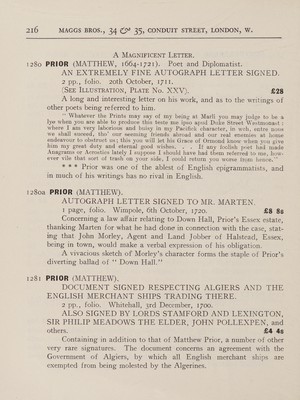 216 MAGGS BROS., 34 & 35, CONDUIT STREET, LONDON, W.
A MAGNIFICENT LETTER.
1280 PRIOR (MATTHEW, 1664-1721). Poet and Diplomatist.
AN EXTREMELY FINE AUTOGRAPH LETTER SIGNED.
2 pp., folio. 20th October, 1711.
(SEE ILLUSTRATION, PLATE NO. XXV). £28
A long and interesting letter on his work, and as to the writings of
other poets being referred to him.
" Whatever the Prints may say of my being at Marli you may judge to be a
lye when you are able to produce this teste me ipso apud Duke Street Westmonast :
where I am very laborious and buisy in my Pacifick character, in wch, entre nous
we shall suceed, tho' our seeming friends abroad and our real enemies at home
endeavour to obstruct us; this you will let his Grace of Ormond know when you give
him my great duty and eternal good wishes. . . . If any foolish poet had made
Anagrams or Acrostics lately I suppose I should have had them referred to me, how-
ever vile that sort of trash on your side, I could return you worse from hence."
* * * Prior was one of the ablest of English epigrammatists, and
in much of his writings has no rival in English.
1280a PRIOR (MATTHEW).
AUTOGRAPH LETTER SIGNED TO MR. MARTEN.
1 page, folio. Wimpole, 6th October, 1720. £8 8s
Concerning a law affair relating to Down Hall, Prior's Essex estate,
thanking Marten for what he had done in connection with the case, stat-
ing that John Morley, Agent and Land Jobber of Halstead, Essex,
being in town, would make a verbal expression of his obligation.
A vivacious sketch of Morley's character forms the staple of Prior's
diverting ballad of " Down Hall."
1281 PRIOR (MATTHEW).
DOCUMENT SIGNED RESPECTING ALGIERS AND THE
ENGLISH MERCHANT SHIPS TRADING THERE.
2 pp., folio. Whitehall, 3rd December, 1700.
ALSO SIGNED BY LORDS STAMFORD AND LEXINGTON,
SIR PHILIP MEADOWS THE ELDER, JOHN POLLEXPEN, and
others. £4 4s
Containing in addition to that of Matthew Prior, a number of other
very rare signatures. The document concerns an agreement with the
Government of Algiers, by which all English merchant ships are
exempted from being molested by the Algerines.